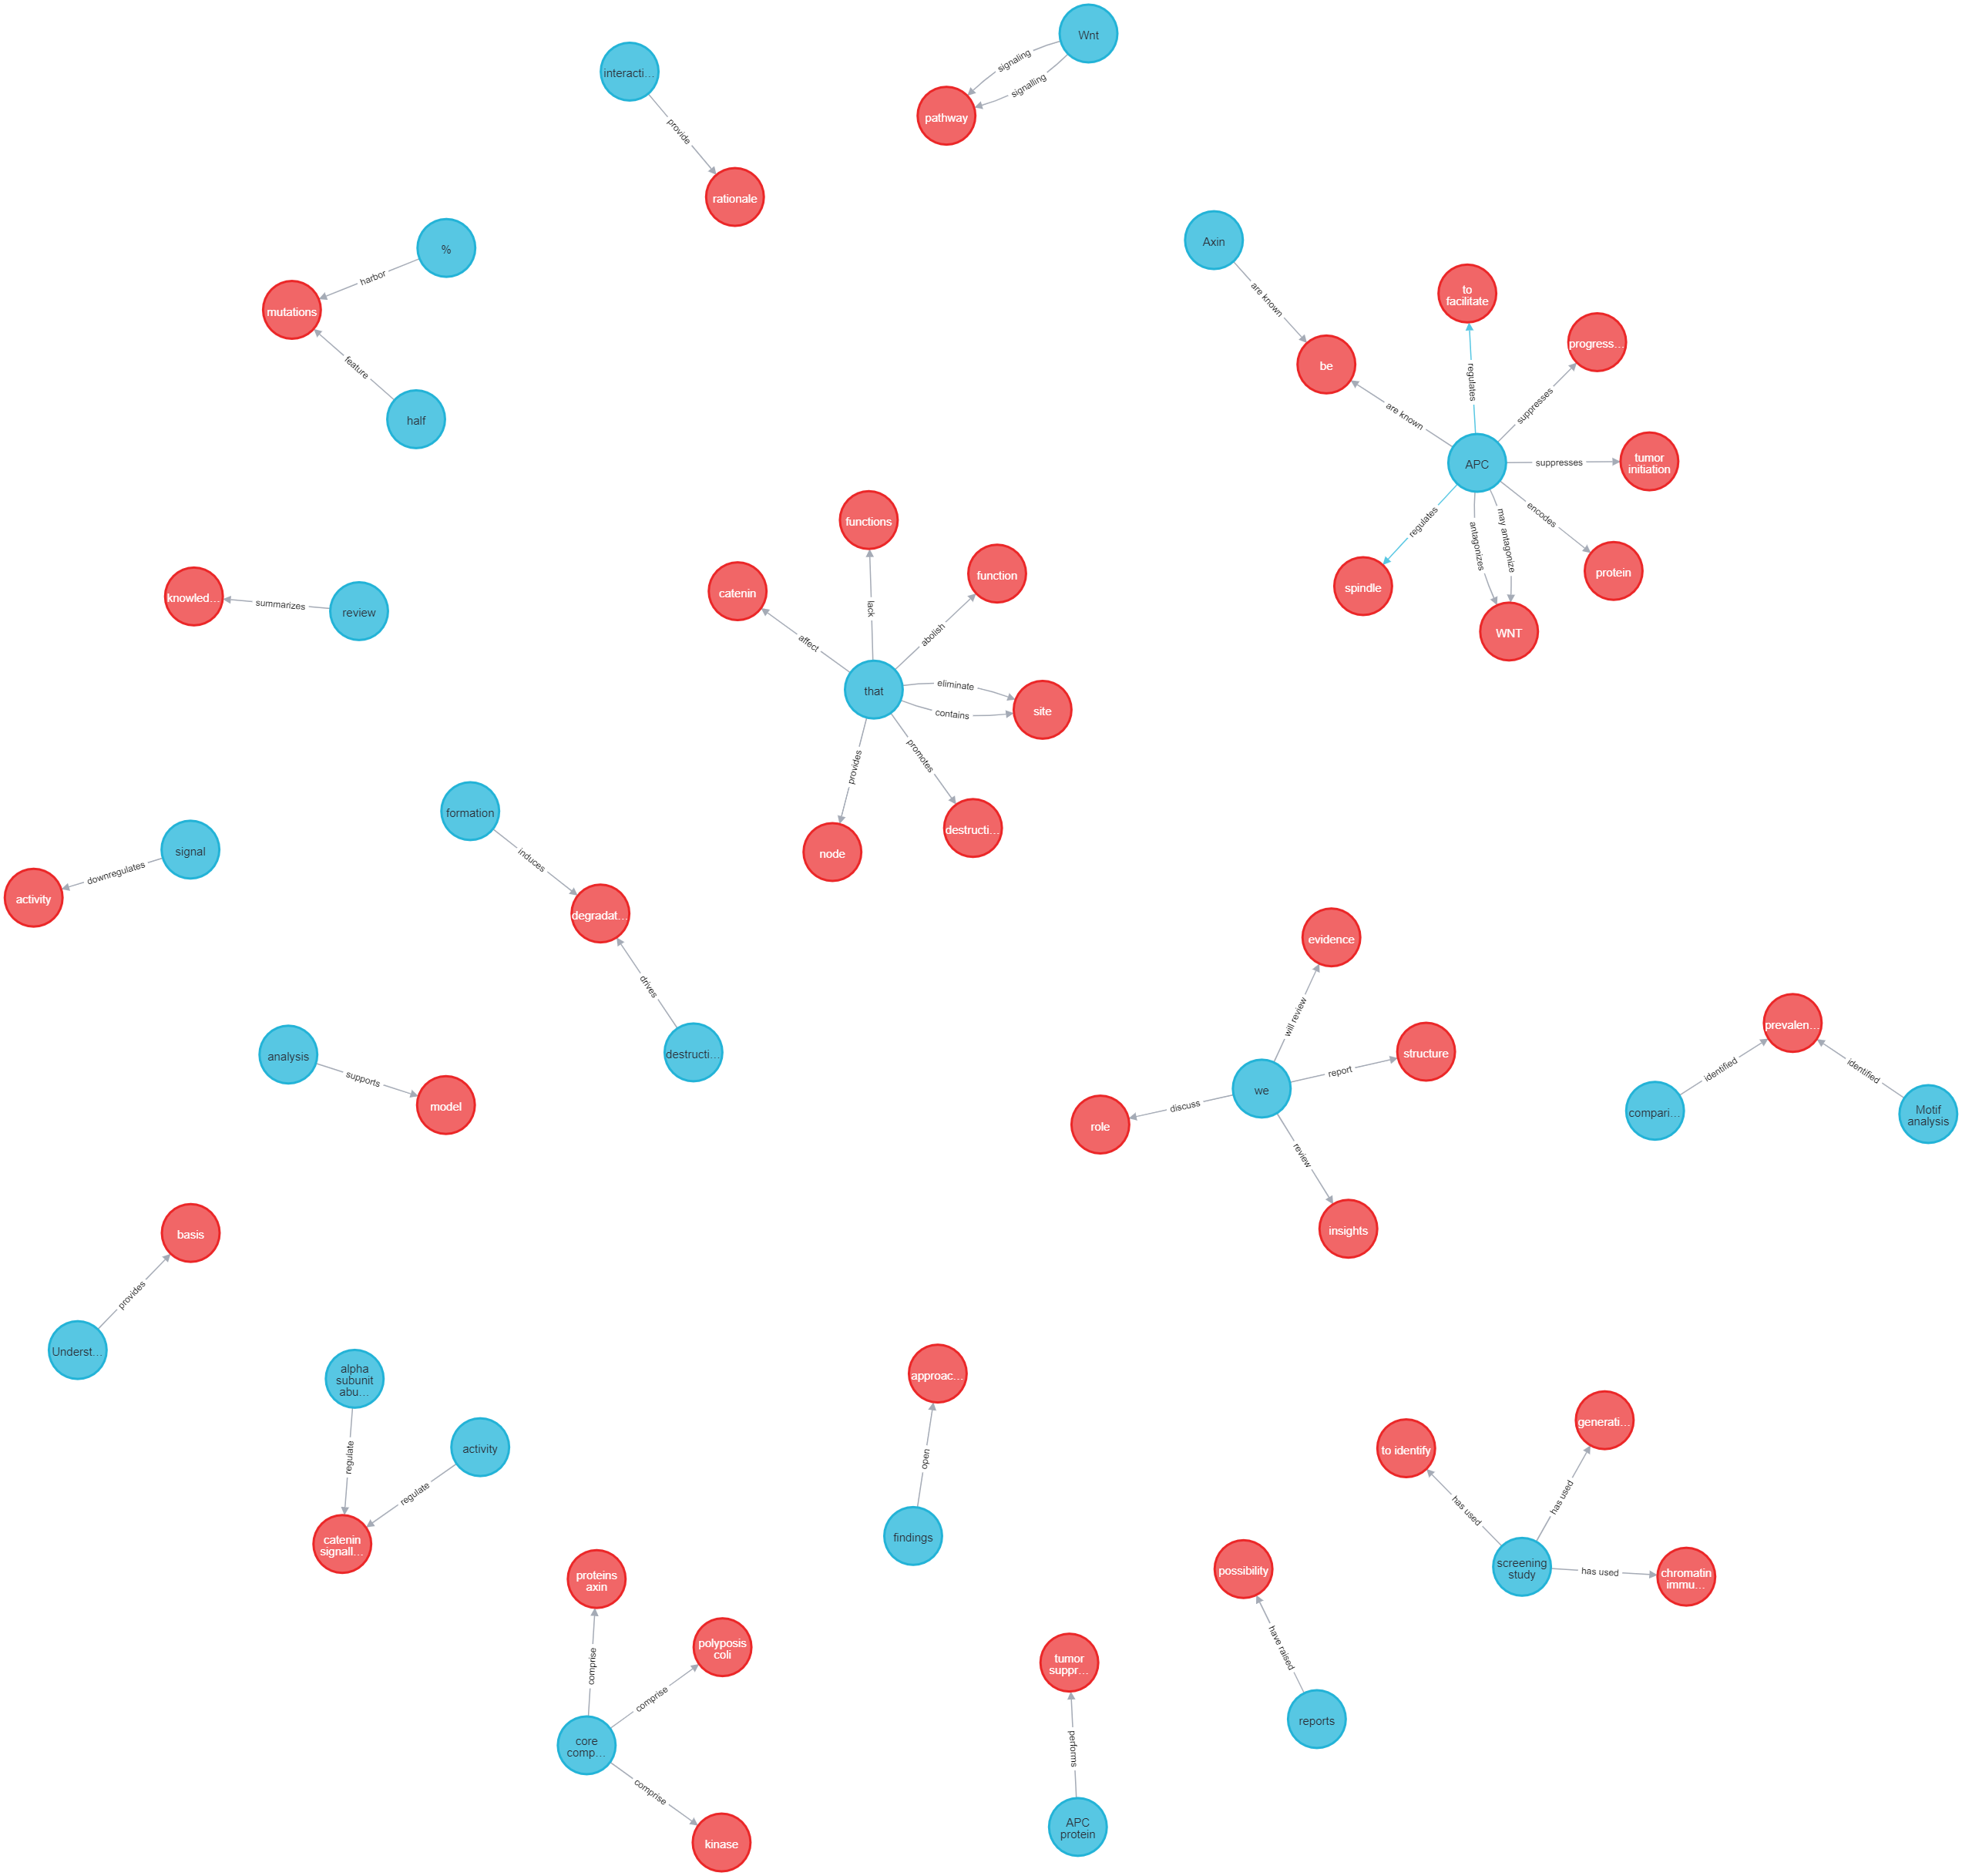 Wnt
signaling
signalling
pathway
interacti...
provide
rationale
%
harbor
mutations
feature
half
Axin
are known
be
to
facilitate
regulates
progress...
suppresses
are known
APC
suppresses
tumor
initiation
regulates
antagonizes
may antagonize
encodes
spindle
WNT
protein
functions
function
catenin
lack
abolish
affect
that
eliminate
contains
site
provides
promotes
node
destructi...
knowled...
summarizes
review
signal
downregulates
activity
formation
induces
degradat...
drives
destructi...
analysis
supports
model
evidence
will review
structure
report
we
discuss
role
review
insights
prevalen...
identified
identified
compari...
Motif
analysis
basis
provides
Underst...
alpha
subunit
abu...
regulate
activity
regulate
catenin
signall...
approac...
open
findings
generati...
to identify
has used
has used
screening
study
has used
chromatin
immu...
possibility
have raised
reports
proteins
axin
comprise
polyposis
coli
comprise
core
comp...
comprise
kinase
tumor
suppr...
performs
APC
protein